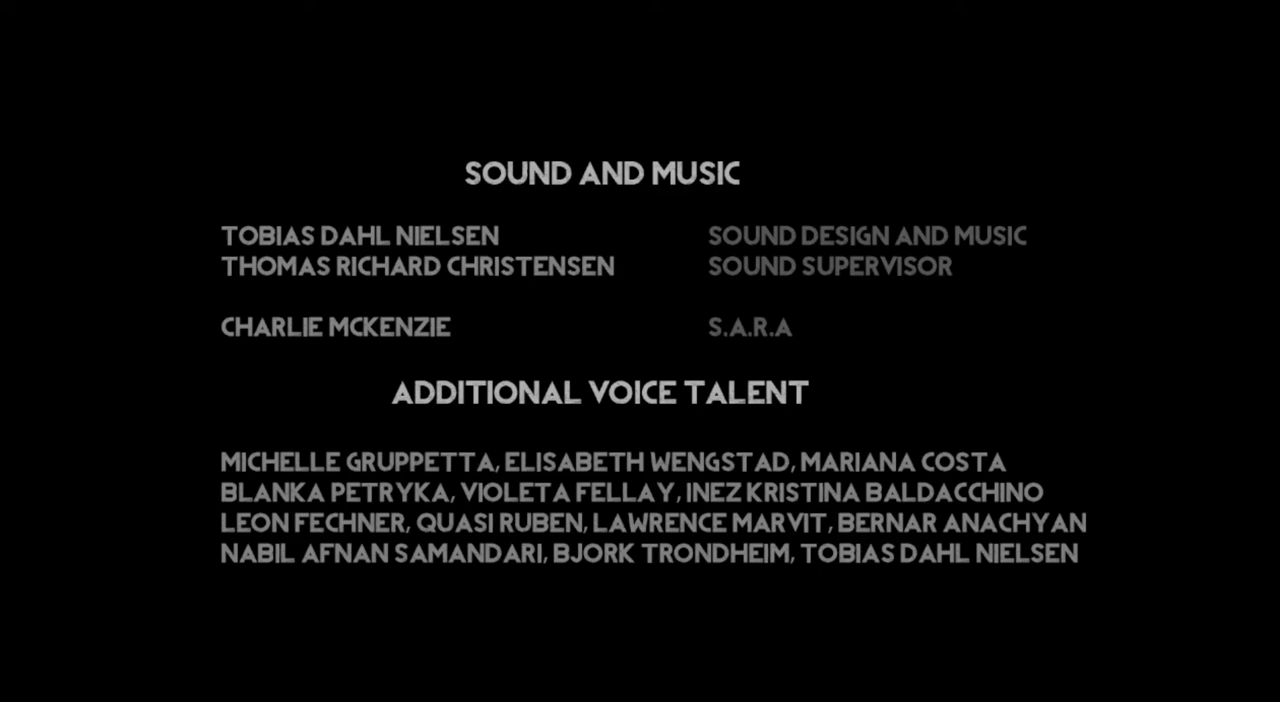 SOUND AND MUSIC
TOBIAS DAHL NIELSEN SOUND DESIGN AND MUSIC
THOMAS RICHARD CHRISTENSEN SOUND SUPERVISOR
CHARLIE MCKENZIE S.A.R.A
ADDITIONAL VOICE TALENT
MICHELLE GRUPPETTA, ELISABETH WENGSTAD, MARIANA COSTA
BLANKA PETRYKA, VIOLETA FELLAY, INEZ KRISTINA BALDACCHINO
LEON FECHNER, QUASI RUBEN, LAWRENCE MARVIT, BERNAR ANACHYAN
NABIL AFNAN SAMANDARI, BJORK TRONDHEIM, TOBIAS DAHL NIELSEN